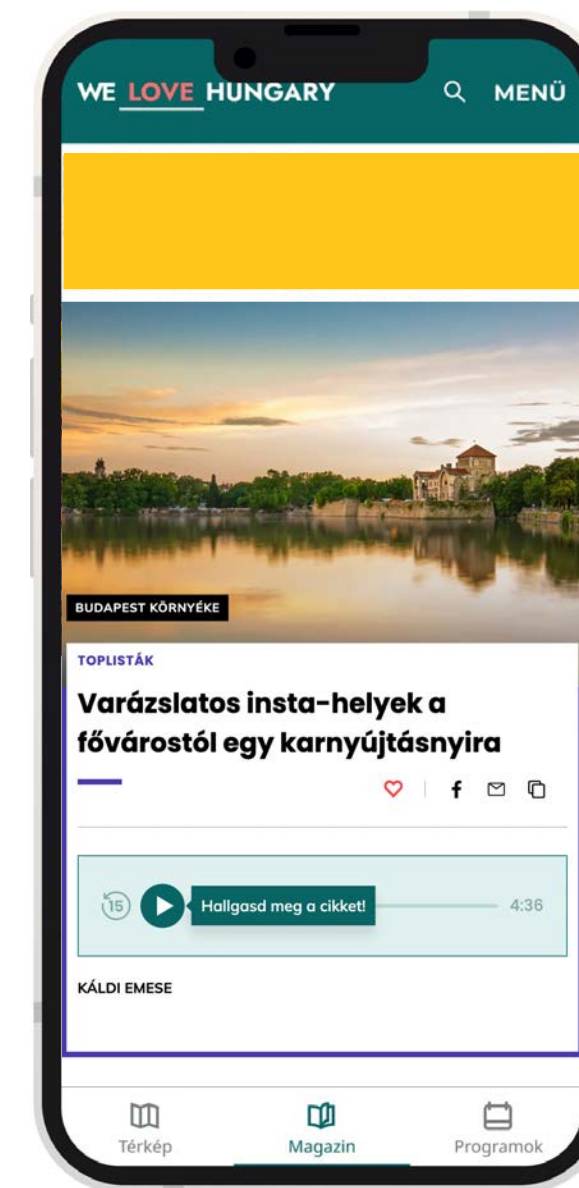 WE LOVE HUNGARY MENÜ
BUDAPEST KÖRNYÉKE
TOPLISTÁK
Varázslatos insta-helyek a
fővárostól egy karnyújtásnyira
15 Hallgasd meg a cikket! 4:36
KÁLDI EMESE
Térkép Magazin Programok